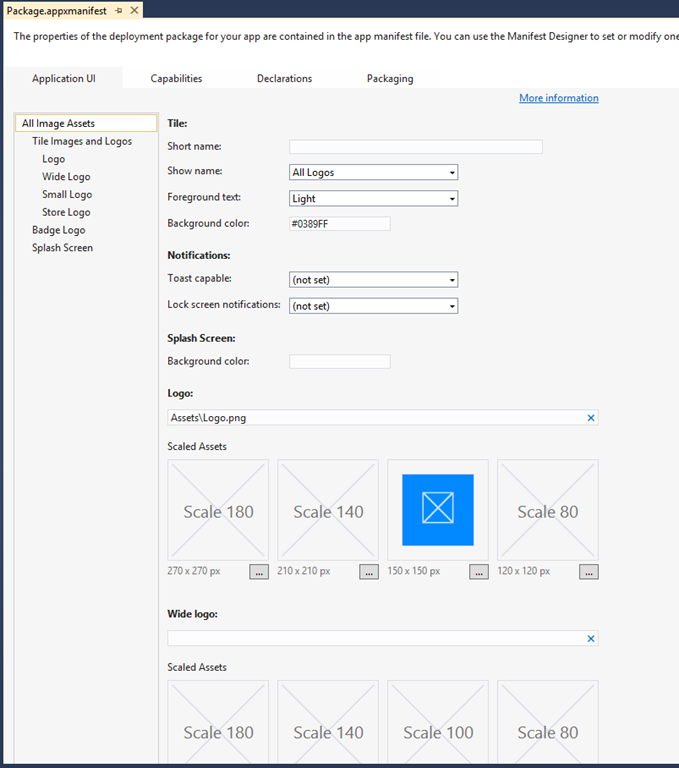 Package.appxmanifest
The properties of the deployment package for your app are contained in the app manifest file. You can use the Manifest Designer to set or modify one
Application UI Capabilities Declarations Packaging
More information
All Image Assets
Tile Images and Logos
Logo
Wide Logo
Small Logo
Store Logo
Badge Logo
Splash Screen
Tile:
Short name:
Show name: All Logos
Foreground text: Light
Background color: #0389FF
Notifications:
Toast capable: (not set)
Lock screen notifications: (not set)
Splash Screen:
Background color:
Logo:
Assets\Logo.png
Scaled Assets
Scale 180 Scale 140 Scale 80
270 x 270 px ... 210 x 210 px ... 150 x 150 px ... 120 x 120 px ...
Wide logo:
Scaled Assets
Scale 180 Scale 140 Scale 100 Scale 80